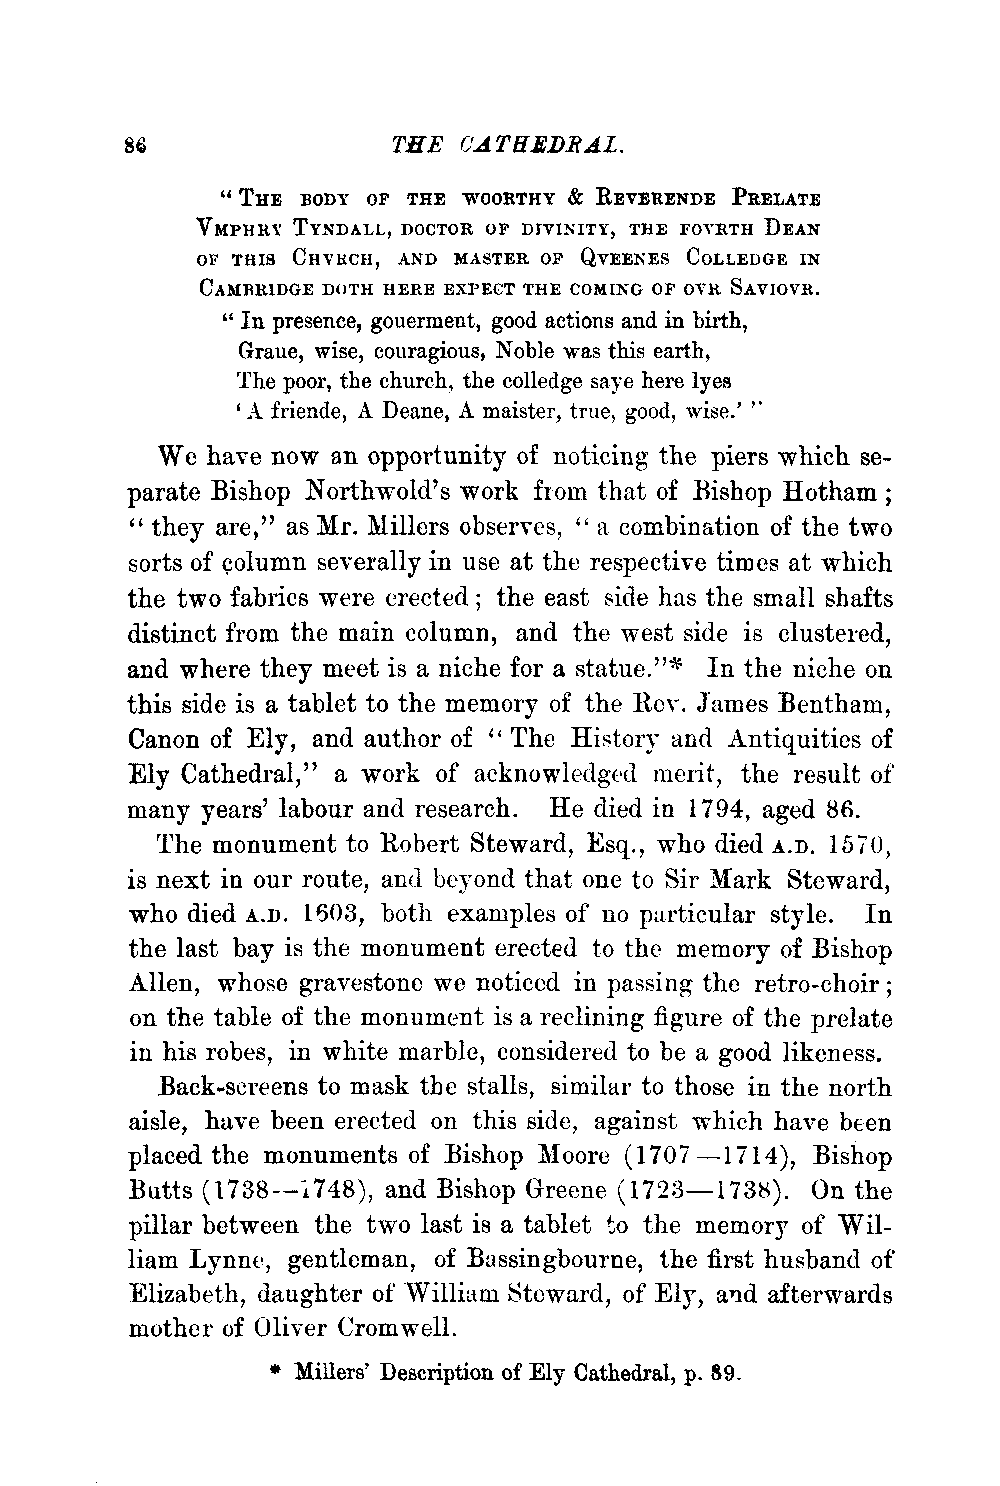 86 THE CATHEDRAL.
“ THE BODY OF THE WOORTHY & REVERENDE PRELATE
VMPHRY TYNDALL, DOCTOR OF DIVINITY, THE FOVRTH DEAN
OF THIS CHVRCH, AND MASTER OF QVEENES COLLEDGE IN
CAMBRIDGE DOTH HERE EXPECT THE COMING OF OVR SAVIOVR.
“ In presence, gouerment, good actions and in birth,
Graue, wise, couragious, Noble was this earth,
The poor, the church, the colledge saye here lyes
‘ A friende, A Deane, A maister, true, good, wise.’ ”
We have now an opportunity of noticing the piers which se-
parate Bishop Northwold’s work from that of Bishop Hotham ;
“ they are,” as Mr. Millers observes, “ a combination of the two
sorts of column severally in use at the respective times at which
the two fabrics were erected ; the east side has the small shafts
distinct from the main column, and the west side is clustered,
and where they meet is a niche for a statue.”* In the niche on
this side is a tablet to the memory of the Rev. James Bentham,
Canon of Ely, and author of “ The History and Antiquities of
Ely Cathedral,” a work of acknowledged merit, the result of
many years’ labour and research. He died in 1794, aged 86.
The monument to Robert Steward, Esq., who died A.D. 1570,
is next in our route, and beyond that one to Sir Mark Steward,
who died A.D. 1603, both examples of no particular style. In
the last bay is the monument erected to the memory of Bishop
Allen, whose gravestone we noticed in passing the retro-choir ;
on the table of the monument is a reclining figure of the prelate
in his robes, in white marble, considered to be a good likeness.
Back-screens to mask the stalls, similar to those in the north
aisle, have been erected on this side, against which have been
placed the monuments of Bishop Moore (1707—1714), Bishop
Butts (1738—1748), and Bishop Greene (1723—1738). On the
pillar between the two last is a tablet to the memory of Wil-
liam Lynne, gentleman, of Bassingbourne, the first husband of
Elizabeth, daughter of William Steward, of Ely, and afterwards
mother of Oliver Cromwell.
* Millers’ Description of Ely Cathedral, p. 89.